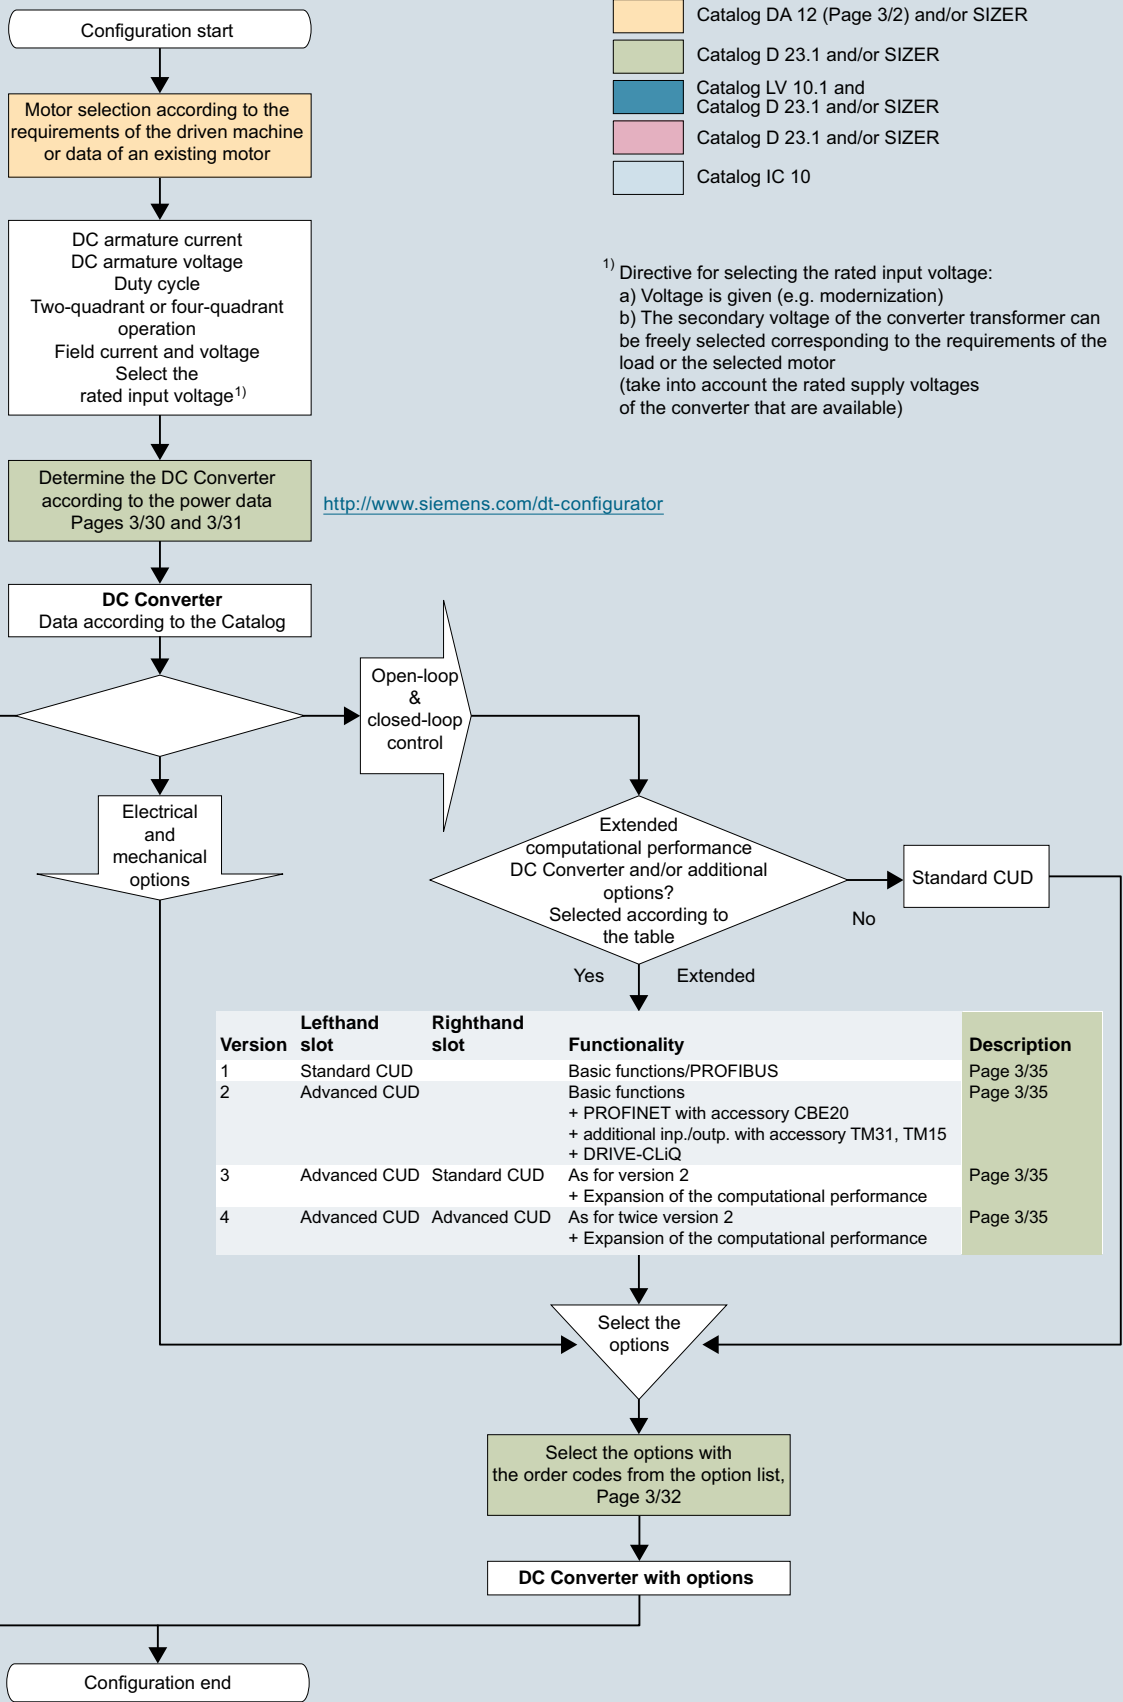 Configuration start
Catalog DA 12 (Page 3/2) and/or SIZER
Catalog D 23.1 and/or SIZER
Catalog LV 10.1 and
Catalog D 23.1 and/or SIZER
Catalog D 23.1 and/or SIZER
Catalog IC 10
Motor selection according to the
requirements of the driven machine
or data of an existing motor
DC armature current
DC armature voltage
Duty cycle
Two-quadrant or four-quadrant
operation
Field current and voltage
Select the
rated input voltage1)
1) Directive for selecting the rated input voltage:
a) Voltage is given (e.g. modernization)
b) The secondary voltage of the converter transformer can
be freely selected corresponding to the requirements of the
load or the selected motor
(take into account the rated supply voltages
of the converter that are available)
Determine the DC Converter
according to the power data
Pages 3/30 and 3/31
http://www.siemens.com/dt-configurator
DC Converter
Data according to the Catalog
Open-loop
&
closed-loop
control
Electrical
and
mechanical
options
Extended
computational performance
DC Converter and/or additional
options?
Selected according to
the table
No
Standard CUD
Yes Extended
Version Lefthand slot Righthand slot Functionality Description
1 Standard CUD Basic functions/PROFIBUS Page 3/35
2 Advanced CUD Basic functions Page 3/35
+ PROFINET with accessory CBE20
+ additional inp./outp. with accessory TM31, TM15
+ DRIVE-CLiQ
3 Advanced CUD Standard CUD As for version 2 Page 3/35
+ Expansion of the computational performance
4 Advanced CUD Advanced CUD As for twice version 2 Page 3/35
+ Expansion of the computational performance
Select the
options
Select the options with
the order codes from the option list,
Page 3/32
DC Converter with options
Configuration end